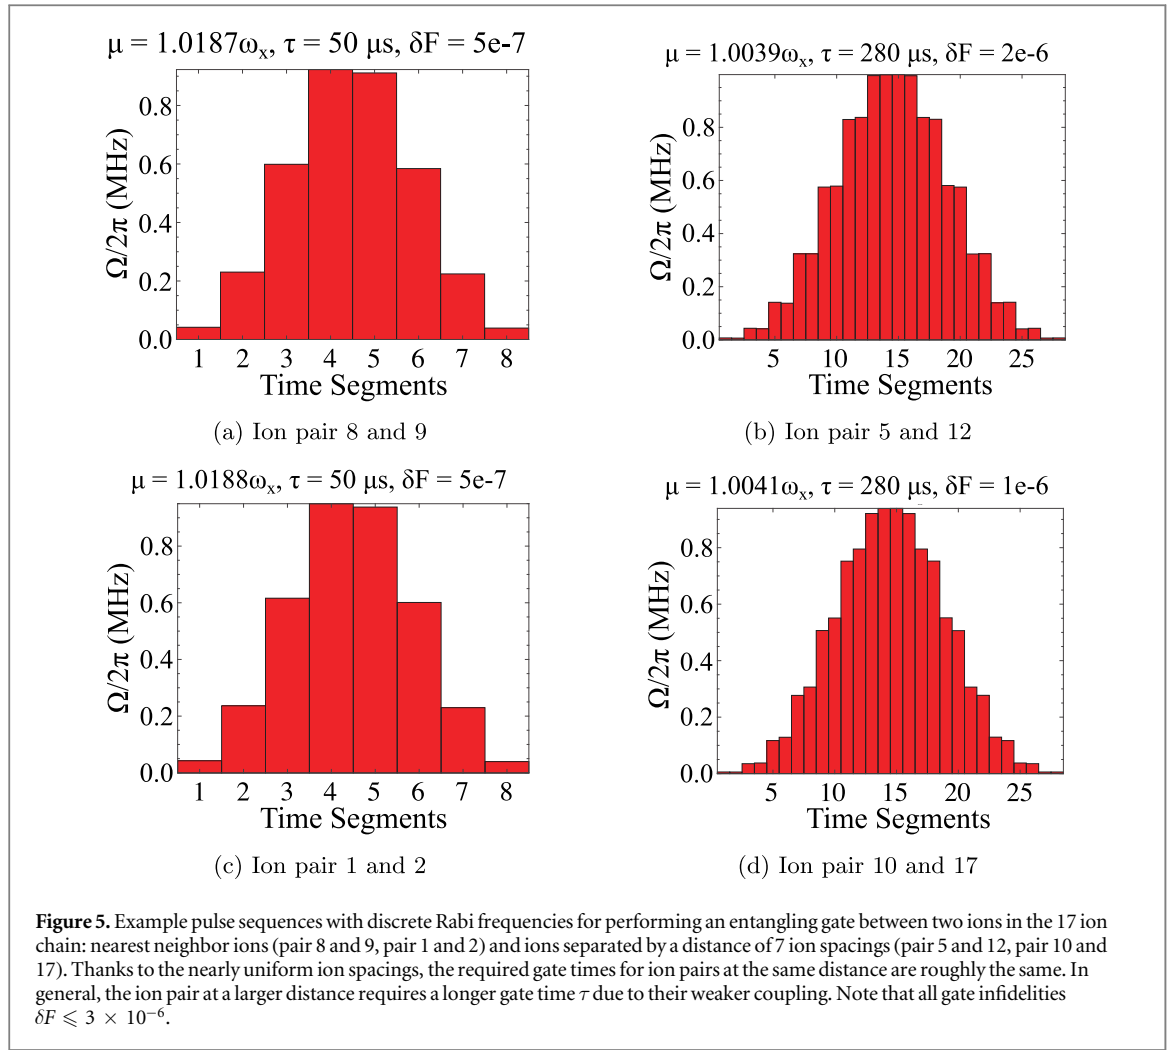 μ = 1.0187ωₓ, τ = 50 μs, δF = 5e-7
Ω/2π (MHz)
0.8
0.6
0.4
0.2
0.0
1 2 3 4 5 6 7 8
Time Segments
(a) Ion pair 8 and 9
μ = 1.0039ωₓ, τ = 280 μs, δF = 2e-6
Ω/2π (MHz)
0.8
0.6
0.4
0.2
0.0
5 10 15 20 25
Time Segments
(b) Ion pair 5 and 12
μ = 1.0188ωₓ, τ = 50 μs, δF = 5e-7
Ω/2π (MHz)
0.8
0.6
0.4
0.2
0.0
1 2 3 4 5 6 7 8
Time Segments
(c) Ion pair 1 and 2
μ = 1.0041ωₓ, τ = 280 μs, δF = 1e-6
Ω/2π (MHz)
0.8
0.6
0.4
0.2
0.0
5 10 15 20 25
Time Segments
(d) Ion pair 10 and 17
Figure 5. Example pulse sequences with discrete Rabi frequencies for performing an entangling gate between two ions in the 17 ion
chain: nearest neighbor ions (pair 8 and 9, pair 1 and 2) and ions separated by a distance of 7 ion spacings (pair 5 and 12, pair 10 and
17). Thanks to the nearly uniform ion spacings, the required gate times for ion pairs at the same distance are roughly the same. In
general, the ion pair at a larger distance requires a longer gate time τ due to their weaker coupling. Note that all gate infidelities
δF ⩽ 3 × 10⁻⁶.